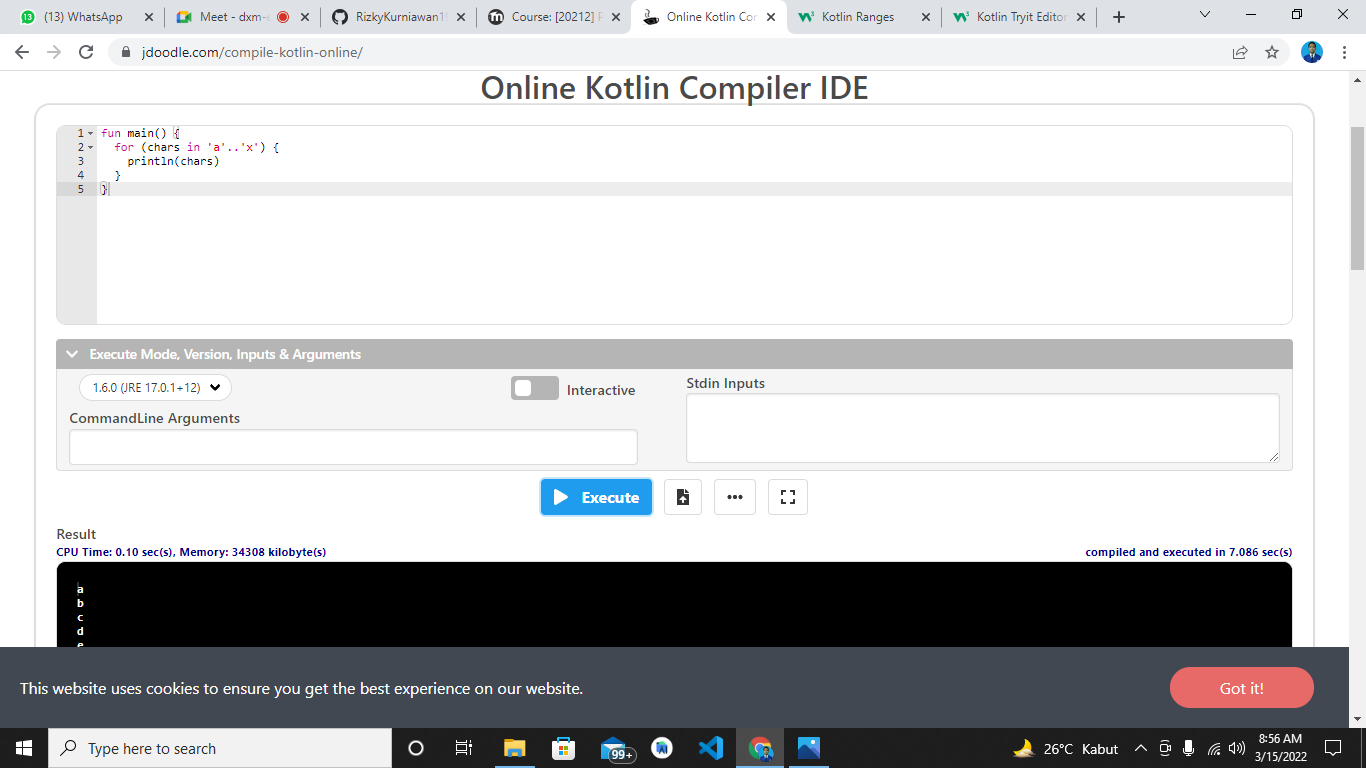 (13) WhatsApp
Meet - dxm-
RizkyKurniawan1
Course: [20212] P
Online Kotlin Cor
Kotlin Ranges
Kotlin Tryit Editor
jdoodle.com/compile-kotlin-online/
Online Kotlin Compiler IDE
1 fun main() {
2 for (chars in 'a'..'x') {
3 println(chars)
4 }
5 }
Execute Mode, Version, Inputs & Arguments
1.6.0 (JRE 17.0.1+12)
Interactive
Stdin Inputs
CommandLine Arguments
Execute
Result
CPU Time: 0.10 sec(s), Memory: 34308 kilobyte(s)
compiled and executed in 7.086 sec(s)
a
b
c
d
e
This website uses cookies to ensure you get the best experience on our website.
Got it!
Type here to search
99+
26°C Kabut
8:56 AM
3/15/2022